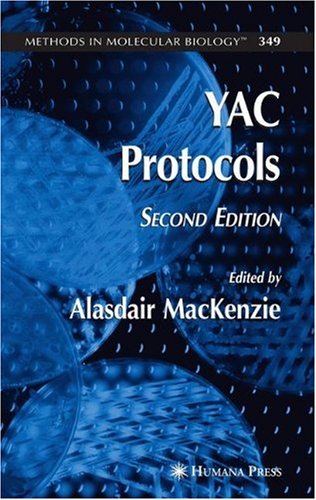 METHODS IN MOLECULAR BIOLOGY™ 349
YAC
Protocols
SECOND EDITION
Edited by
Alasdair MacKenzie
HUMANA PRESS